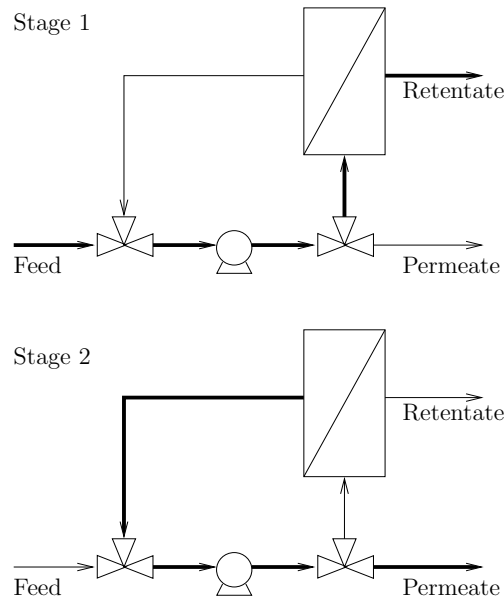 Stage 1
Retentate
Feed
Permeate
Stage 2
Retentate
Feed
Permeate